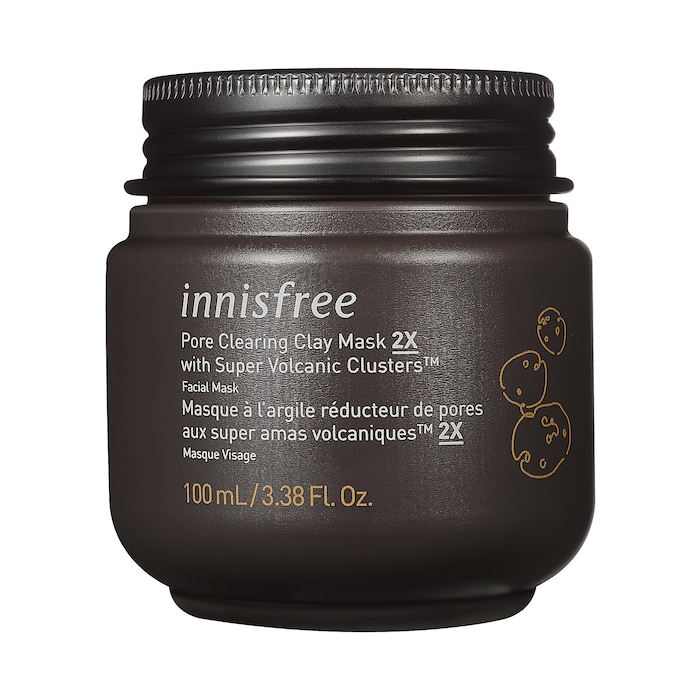 innisfree
Pore Clearing Clay Mask 2X
with Super Volcanic Clusters™
Facial Mask
Masque à l'argile réducteur de pores
aux super amas volcaniques™ 2X
Masque Visage
100 mL/3.38 Fl. Oz.